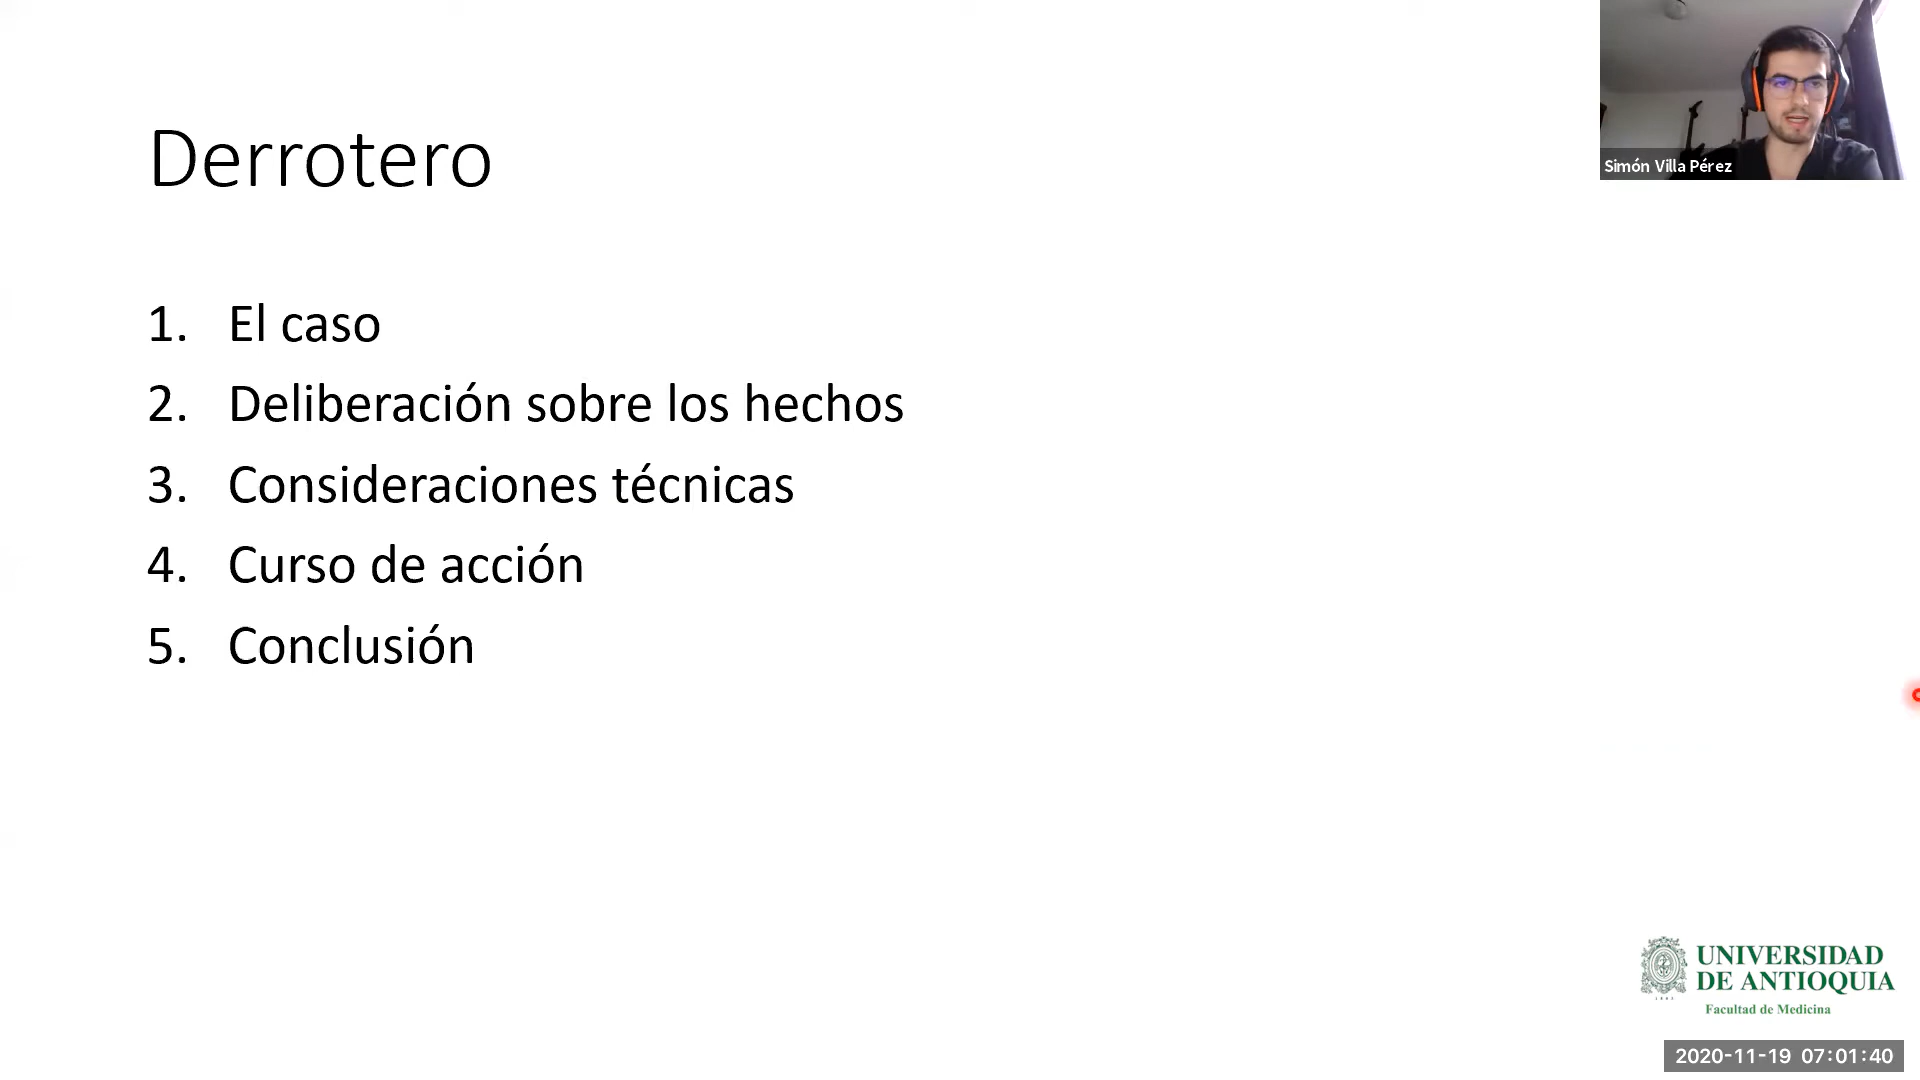 Derrotero
1. El caso
2. Deliberación sobre los hechos
3. Consideraciones técnicas
4. Curso de acción
5. Conclusión
Simón Villa Pérez
UNIVERSIDAD
DE ANTIOQUIA
Facultad de Medicina
2020-11-19 07:01:40